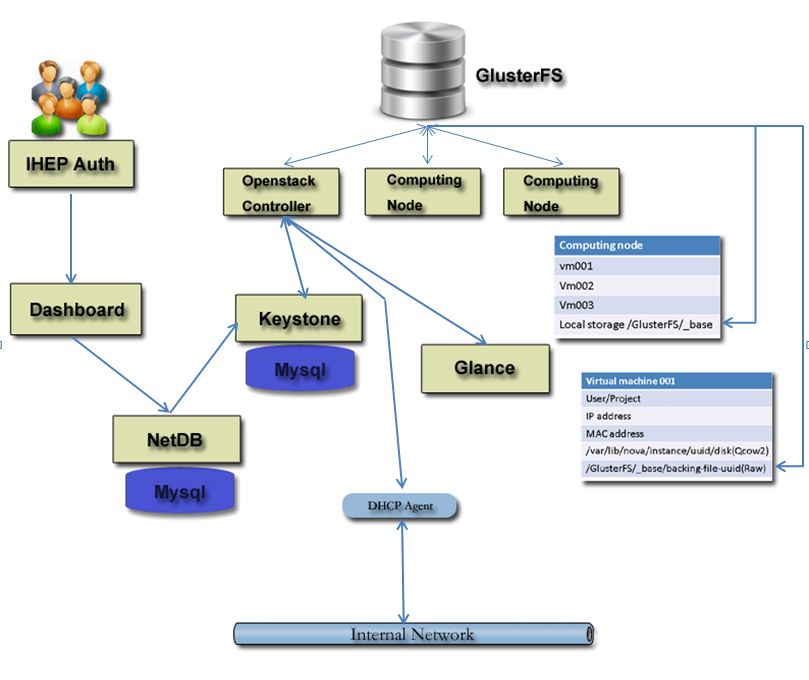 GlusterFS
IHEP Auth
Openstack
Controller
Computing
Node
Computing
Node
Computing node
vm001
Vm002
Vm003
Local storage /GlusterFS/_base
Dashboard
Keystone
Mysql
Glance
Virtual machine 001
User/Project
IP address
MAC address
/var/lib/nova/instance/uuid/disk(Qcow2)
/GlusterFS/_base/backing-file-uuid(Raw)
NetDB
Mysql
DHCP Agent
Internal Network